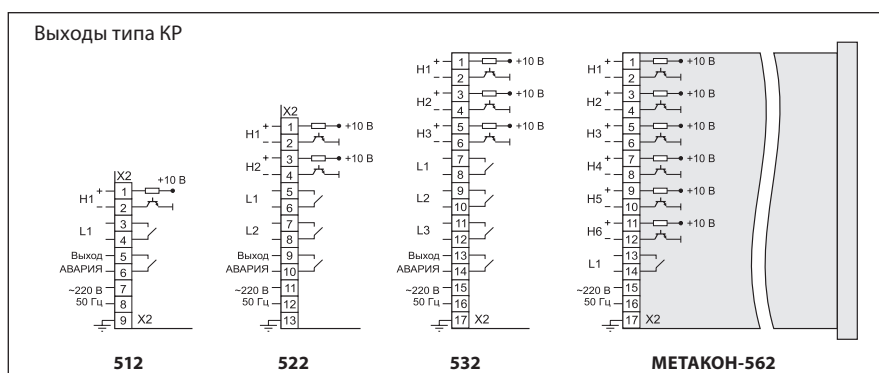 Выходы типа КР
X2
H1
+
–
1
2
+10 В
L1
3
4
Выход
АВАРИЯ
5
6
~220 В
50 Гц
7
8
9
X2
512
X2
H1
+
–
1
2
+10 В
H2
+
–
3
4
+10 В
L1
5
6
L2
7
8
Выход
АВАРИЯ
9
10
~220 В
50 Гц
11
12
13
522
H1
+
–
1
2
+10 В
H2
+
–
3
4
+10 В
H3
+
–
5
6
+10 В
L1
7
8
L2
9
10
L3
11
12
Выход
АВАРИЯ
13
14
~220 В
50 Гц
15
16
17
X2
532
H1
+
–
1
2
+10 В
H2
+
–
3
4
+10 В
H3
+
–
5
6
+10 В
H4
+
–
7
8
+10 В
H5
+
–
9
10
+10 В
H6
+
–
11
12
+10 В
L1
13
14
~220 В
50 Гц
15
16
17
X2
МЕТАКОН-562